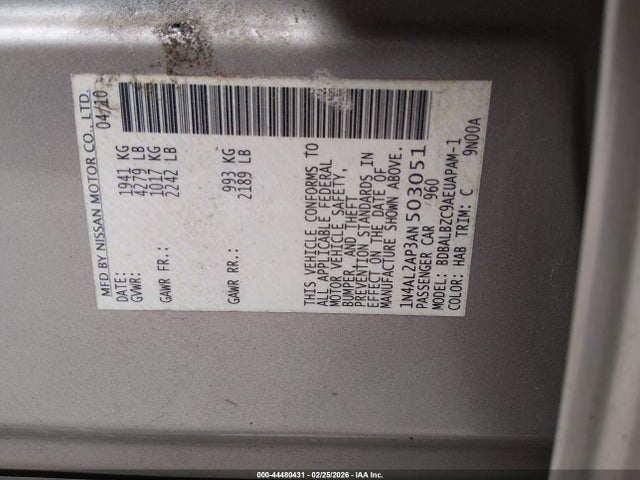 MFD BY NISSAN MOTOR CO., LTD.
DATE: 04/10
GVWR: 1941 KG
4279 LB
GAWR FR: 1017 KG
2242 LB
GAWR RR: 993 KG
2189 LB
THIS VEHICLE CONFORMS TO
ALL APPLICABLE FEDERAL
MOTOR VEHICLE SAFETY,
BUMPER, AND THEFT
PREVENTION STANDARDS IN
EFFECT ON THE DATE OF
MANUFACTURE SHOWN ABOVE.
1N4AL2AP3AN503051
PASSENGER CAR /960
MODEL: BDBALBZC9AEUAPAM-1
COLOR: HAB TRIM: C 9N00A
000-44480431 - 02/25/2026 - IAA Inc.